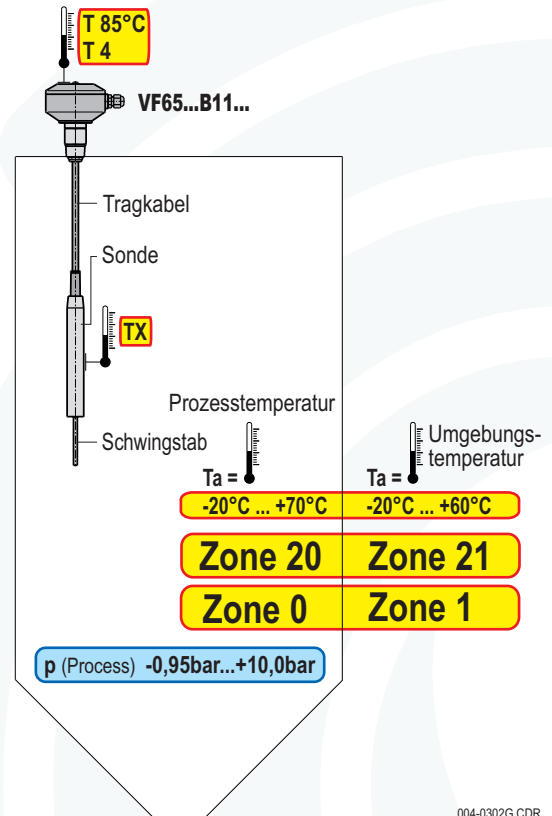 T 85°C
T 4
VF65...B11...
Tragkabel
Sonde
TX
Prozesstemperatur
Schwingstab
Umgebungs-
temperatur
Ta =
Ta =
-20°C ... +70°C
-20°C ... +60°C
Zone 20
Zone 21
Zone 0
Zone 1
p (Process) -0,95bar...+10,0bar
004-0302G.CDR